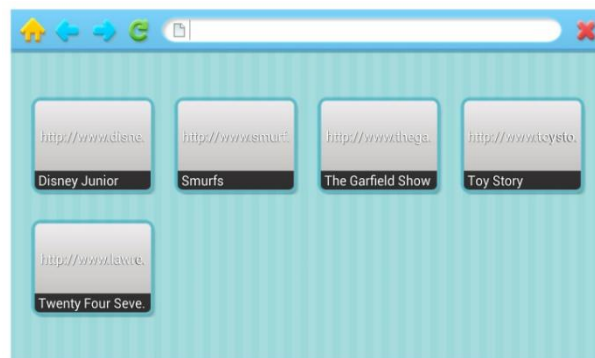 http://www.disne.
http://www.smurf.
http://www.thega.
http://www.toysto.
Disney Junior
Smurfs
The Garfield Show
Toy Story
http://www.lawre.
Twenty Four Seve.